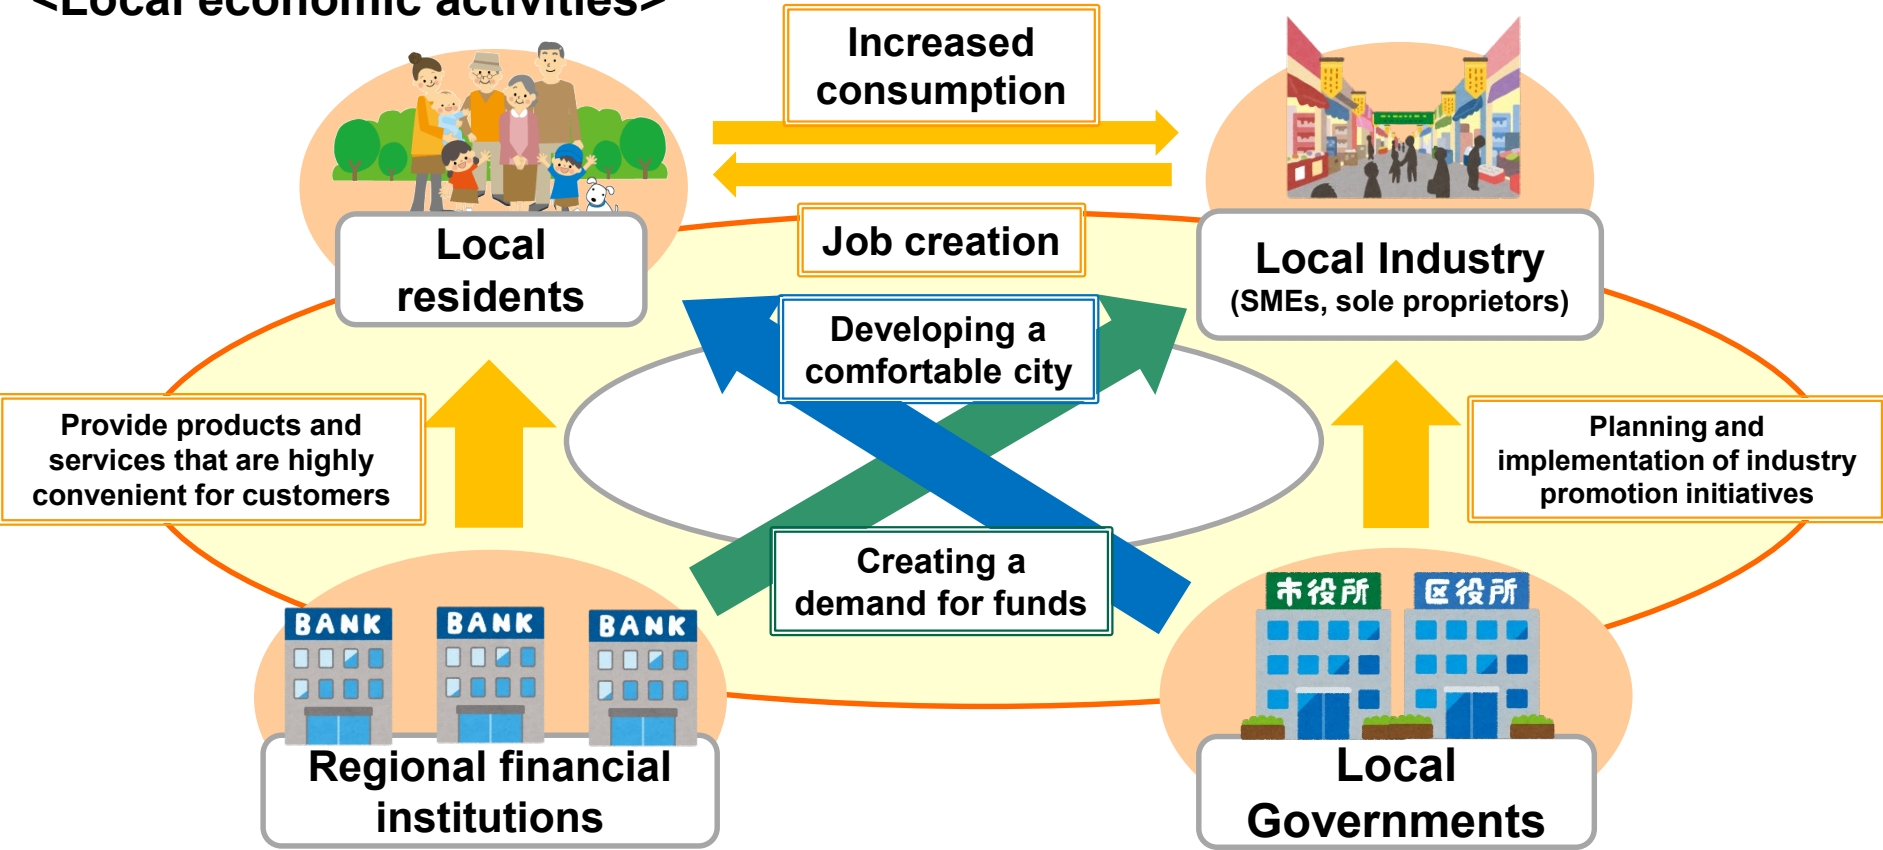 <Local economic activities>
Increased
consumption
Job creation
Local
residents
Local Industry
(SMEs, sole proprietors)
Developing a
comfortable city
Provide products and
services that are highly
convenient for customers
Planning and
implementation of industry
promotion initiatives
Creating a
demand for funds
BANK
BANK
BANK
市役所
区役所
Regional financial
institutions
Local
Governments